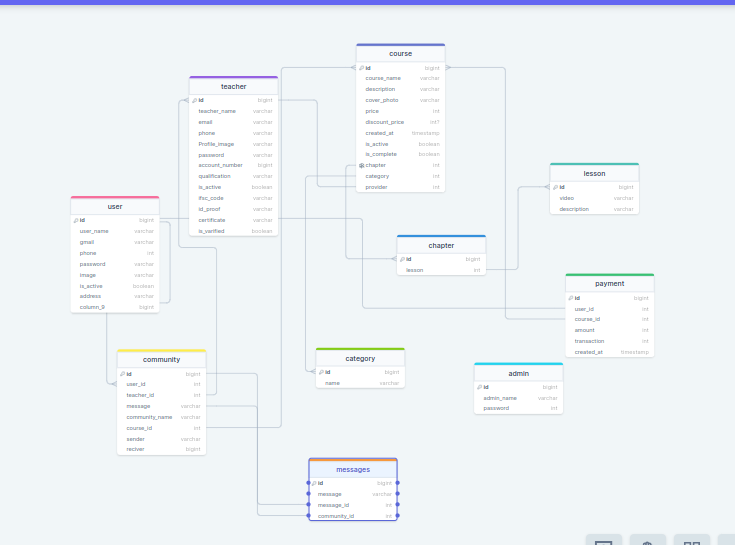 course
id bigint
course_name varchar
description varchar
cover_photo varchar
price int
discount_price int?
created_at timestamp
is_active boolean
is_complete boolean
chapter int
category int
provider int
teacher
id bigint
teacher_name varchar
email varchar
phone varchar
Profile_image varchar
password varchar
account_number bigint
qualification varchar
is_active boolean
ifsc_code varchar
id_proof varchar
certificate varchar
is_varified boolean
lesson
id bigint
video varchar
description varchar
user
id bigint
user_name varchar
gmail varchar
phone int
password varchar
image varchar
is_active boolean
address varchar
column_9 bigint
chapter
id bigint
lesson int
payment
id bigint
user_id int
course_id int
amount int
transaction int
created_at timestamp
community
id bigint
user_id int
teacher_id int
message varchar
community_name varchar
course_id int
sender varchar
reciver bigint
category
id bigint
name varchar
admin
id bigint
admin_name varchar
password int
messages
id bigint
message varchar
message_id int
community_id int